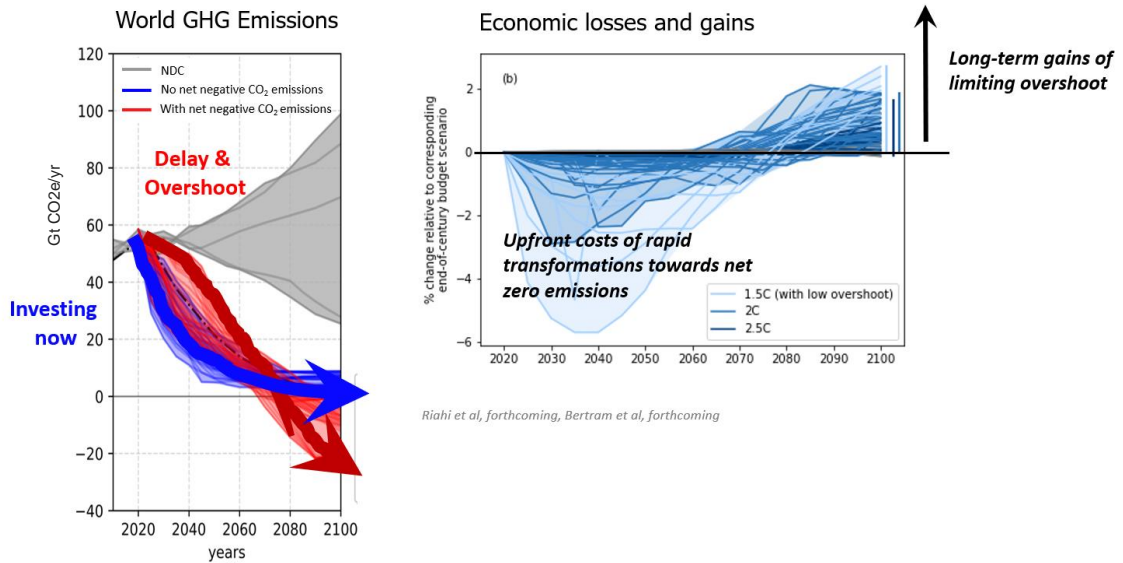 World GHG Emissions
120
100
80
60
40
20
0
−20
−40
Gt CO2e/yr
NDC
No net negative CO₂ emissions
With net negative CO₂ emissions
Delay &
Overshoot
Investing
now
2020 2040 2060 2080 2100
years
Economic losses and gains
(b)
2
0
−2
−4
−6
% change relative to corresponding
end-of-century budget scenario
Upfront costs of rapid
transformations towards net
zero emissions
1.5C (with low overshoot)
2C
2.5C
2020 2030 2040 2050 2060 2070 2080 2090 2100
Long-term gains of
limiting overshoot
Riahi et al, forthcoming, Bertram et al, forthcoming